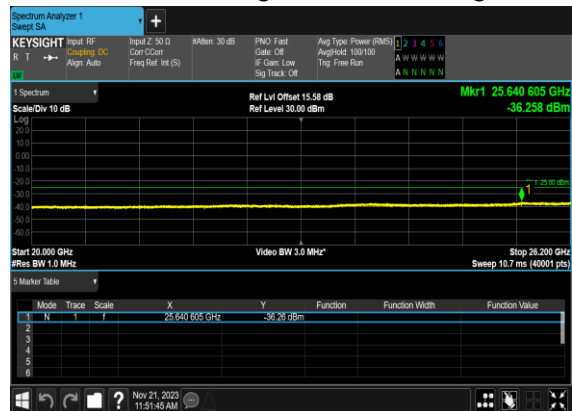 Spectrum Analyzer 1
Swept SA
+
KEYSIGHT Input: RF Input Z: 50 Ω #Atten: 30 dB PNO: Fast Avg Type: Power (RMS) 1 2 3 4 5 6
R T Coupling: DC Corr CCorr Gate: Off Avg|Hold: 100/100 A W W W W W
Align: Auto Freq Ref: Int (S) IF Gain: Low Trig: Free Run
Sig Track: Off A N N N N N
1 Spectrum Ref Lvl Offset 15.58 dB Mkr1 25.640 605 GHz
Scale/Div 10 dB Ref Level 30.00 dBm -36.258 dBm
Log
20.0
10.0
0.00
-10.0
-20.0
1 -25.00 dBm
-30.0
-40.0
-50.0
-60.0
Start 20.000 GHz Video BW 3.0 MHz* Stop 26.200 GHz
#Res BW 1.0 MHz Sweep 10.7 ms (40001 pts)
5 Marker Table
Mode Trace Scale X Y Function Function Width Function Value
1 N 1 f 25.640 605 GHz -36.26 dBm
2
3
4
5
6
? Nov 21, 2023
11:51:45 AM